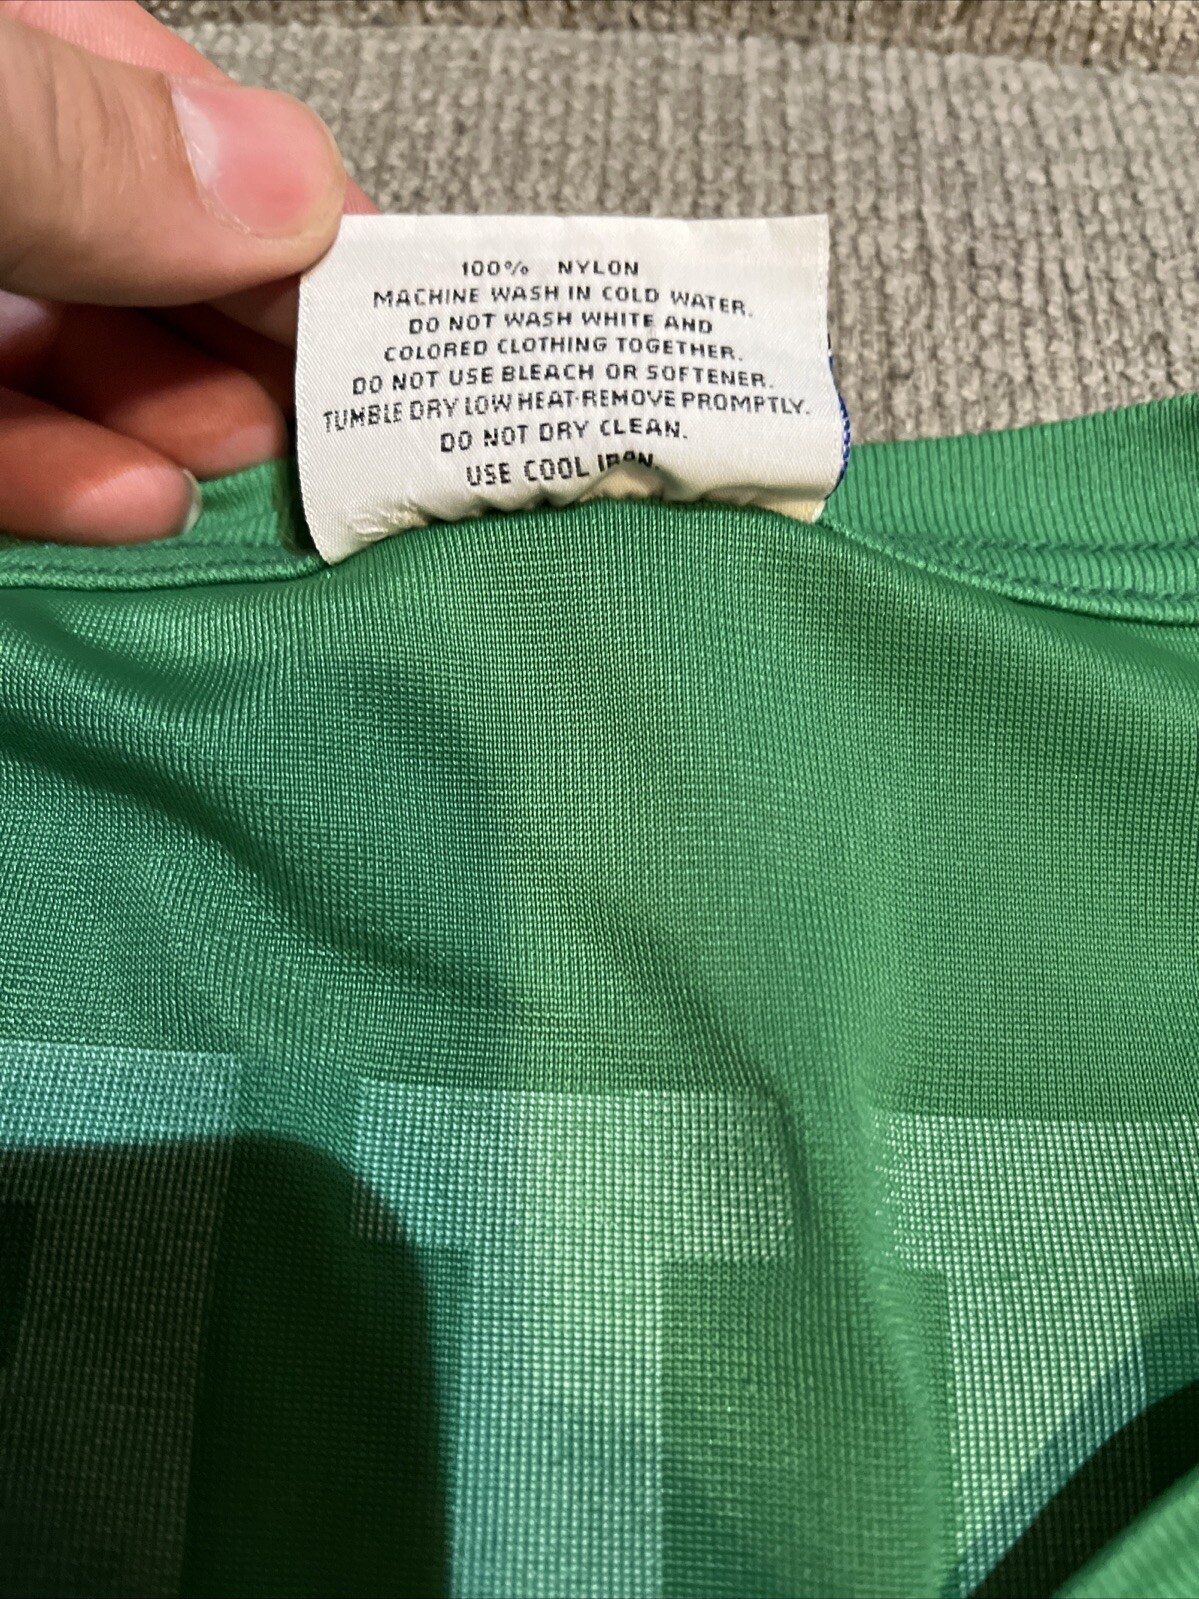 100% NYLON
MACHINE WASH IN COLD WATER.
DO NOT WASH WHITE AND
COLORED CLOTHING TOGETHER.
DO NOT USE BLEACH OR SOFTENER.
TUMBLE DRY LOW HEAT-REMOVE PROMPTLY.
DO NOT DRY CLEAN.
USE COOL IRON.